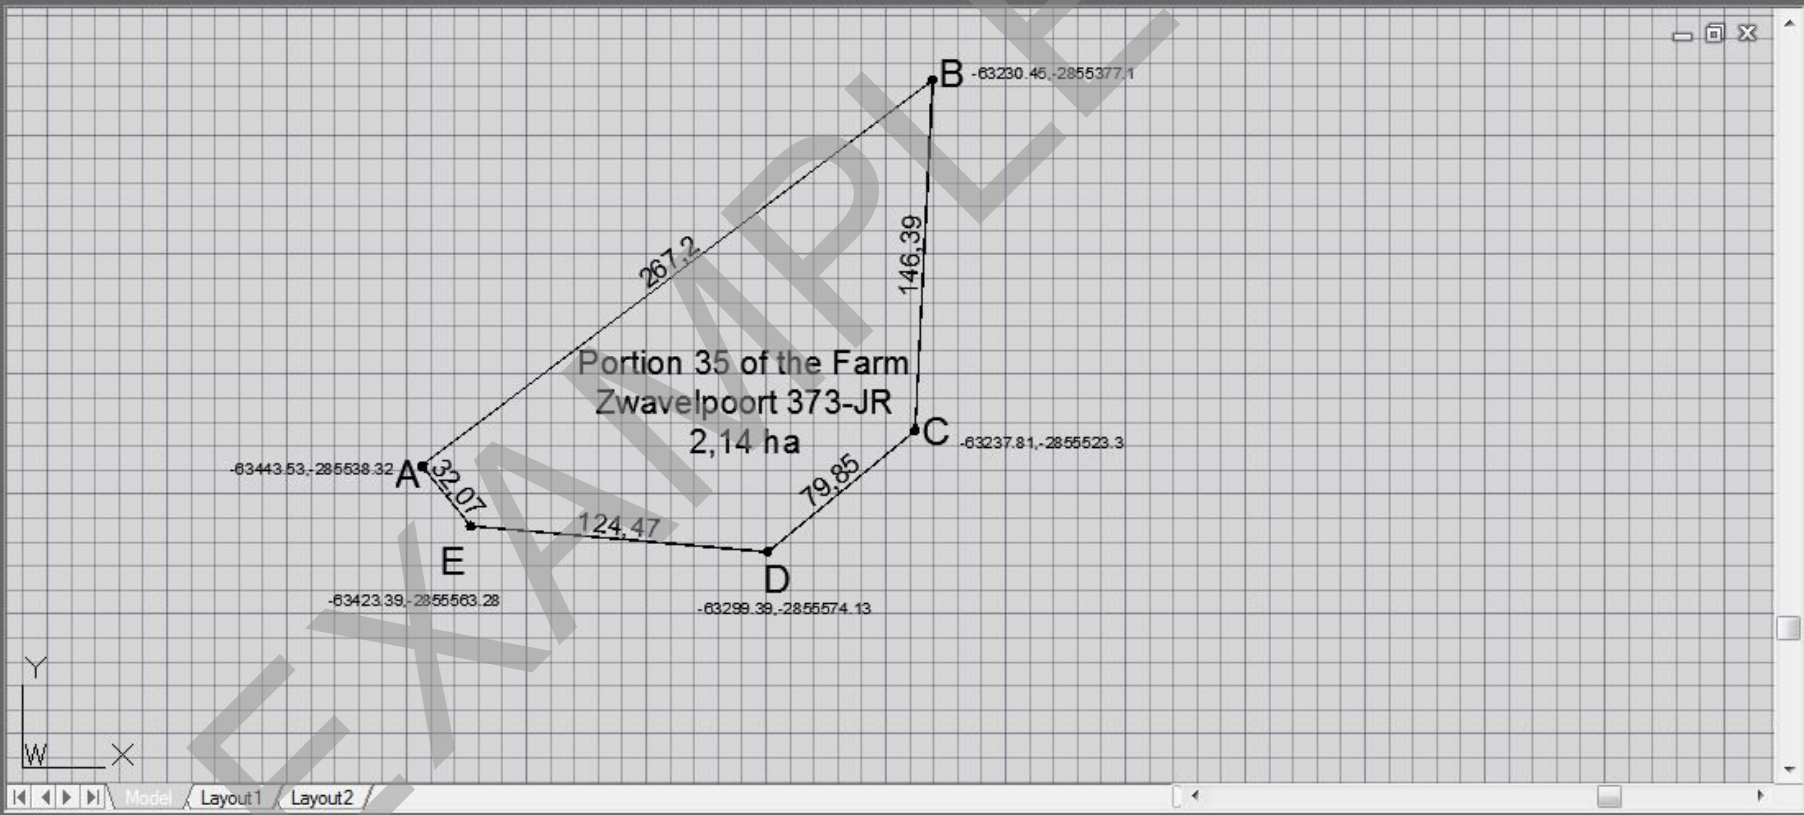 B -63230.45,-2855377.1
267,2
146,39
Portion 35 of the Farm
Zwavelpoort 373-JR
2,14 ha
C -63237.81,-2855523.3
-63443.53,-285538.32 A
32,07
79,85
124,47
E
D
-63423.39,-2855563.28
-63299.39,-2855574.13
EXAMPLE
Y
W X
Model Layout1 Layout2